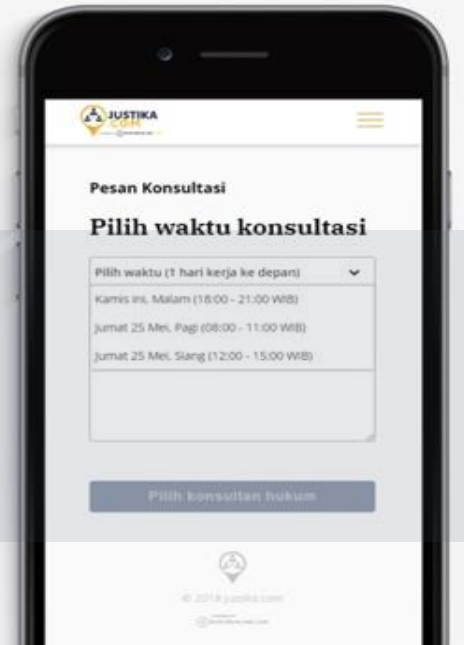 JUSTIKA
.COM
Pesan Konsultasi
Pilih waktu konsultasi
Pilih waktu (1 hari kerja ke depan)
Kamis ini, Malam (18:00 - 21:00 WIB)
Jumat 25 Mei, Pagi (08:00 - 11:00 WIB)
Jumat 25 Mei, Siang (12:00 - 15:00 WIB)
Pilih konsultan hukum
© 2018 justika.com